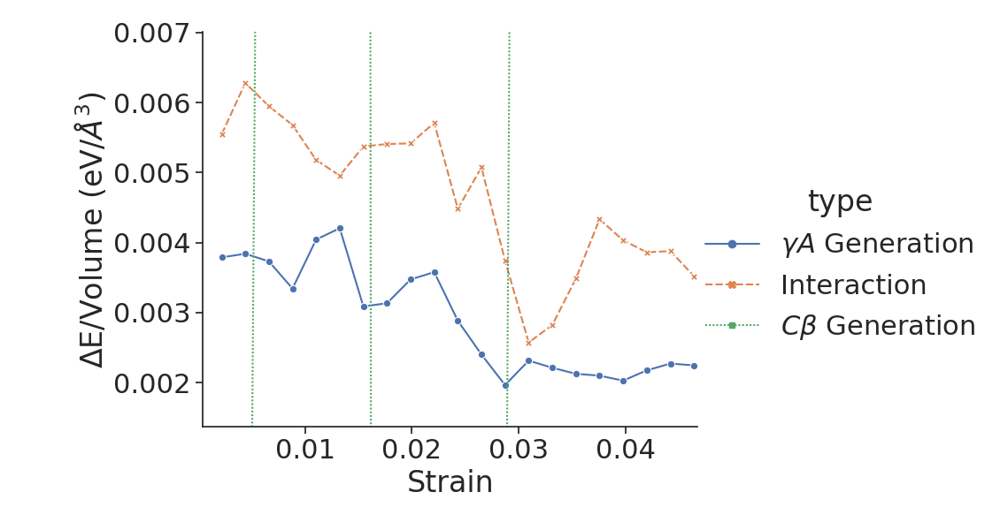 0.007
0.006
0.005
0.004
0.003
0.002
ΔE/Volume (eV/Å³)
0.01 0.02 0.03 0.04
Strain
type
γA Generation
Interaction
Cβ Generation